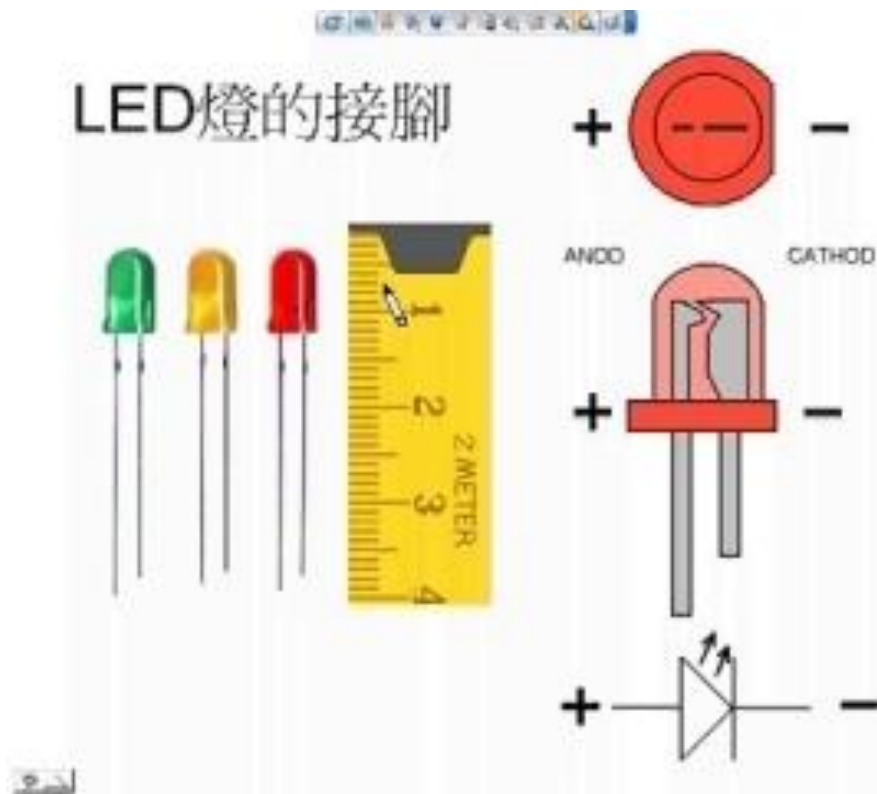 LED燈的接腳
+ −
ANOD CATHOD
1
2
2 METER
3
4
+ −
+ −